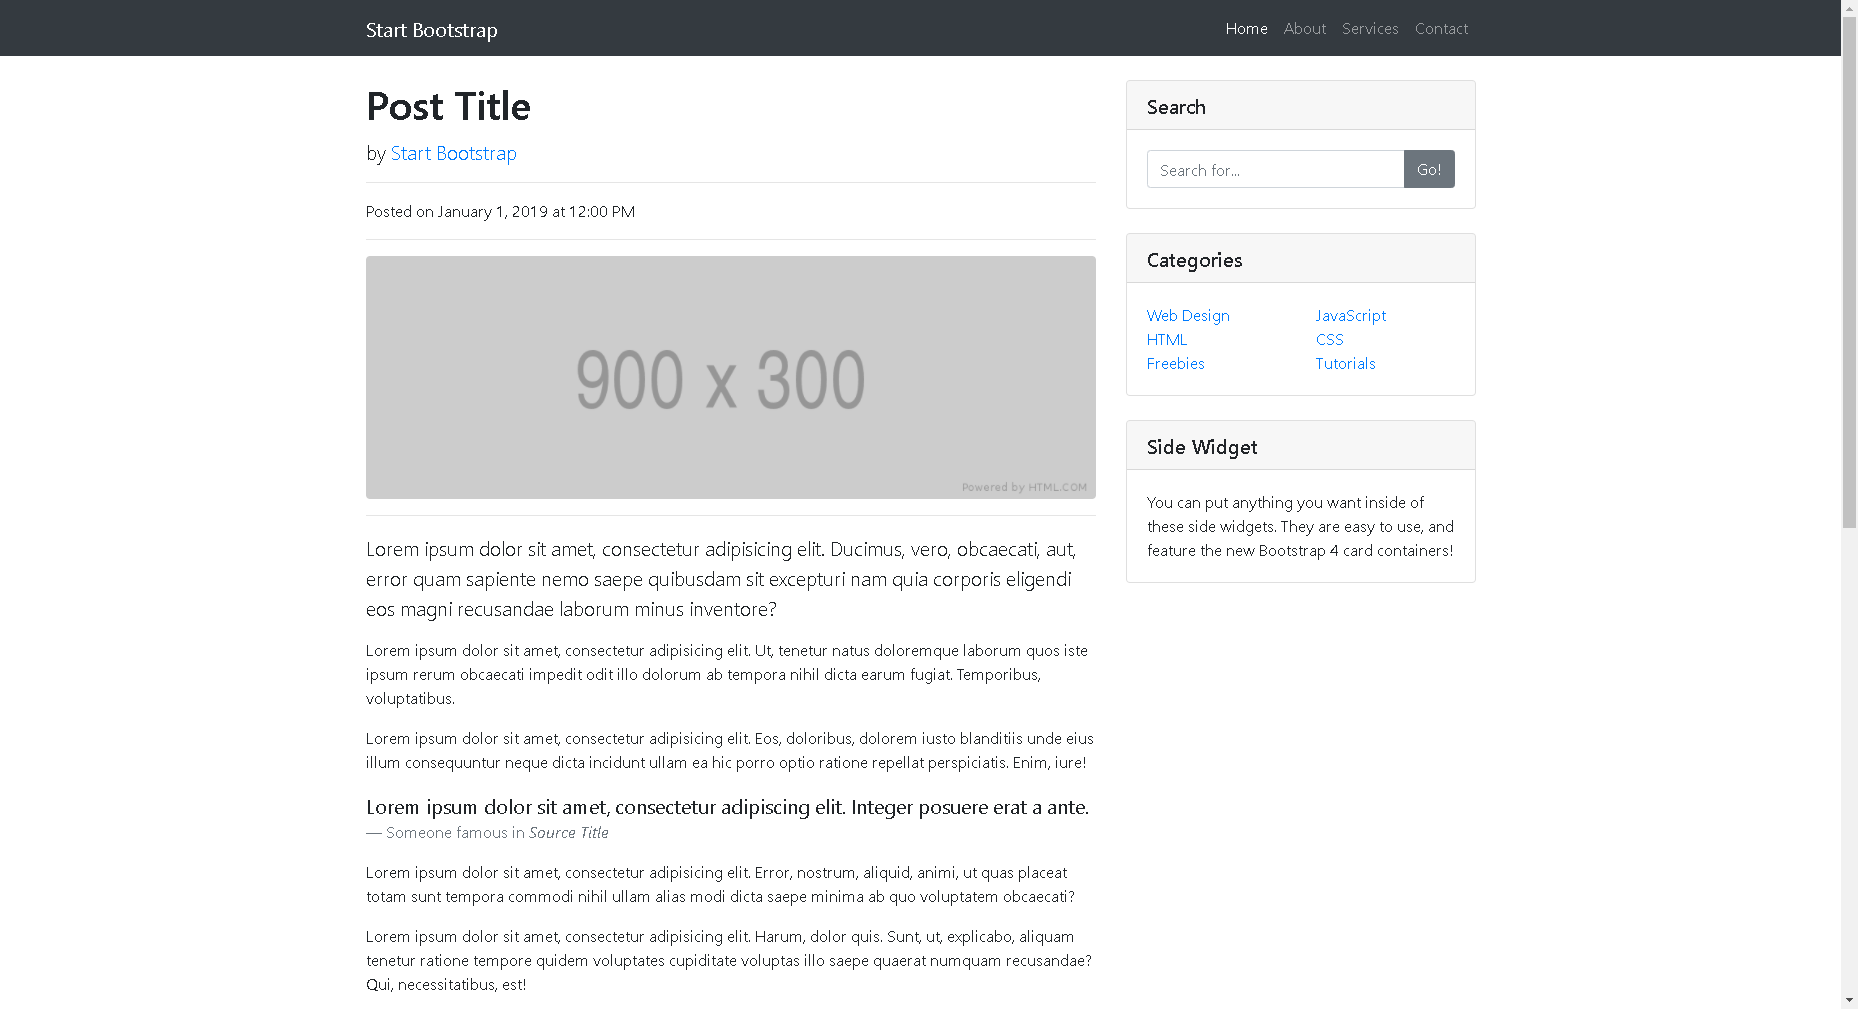 Start Bootstrap
Home About Services Contact
Post Title
by Start Bootstrap
Posted on January 1, 2019 at 12:00 PM
900 x 300
Powered by HTML.COM
Lorem ipsum dolor sit amet, consectetur adipisicing elit. Ducimus, vero, obcaecati, aut,
error quam sapiente nemo saepe quibusdam sit excepturi nam quia corporis eligendi
eos magni recusandae laborum minus inventore?
Lorem ipsum dolor sit amet, consectetur adipisicing elit. Ut, tenetur natus doloremque laborum quos iste
ipsum rerum obcaecati impedit odit illo dolorum ab tempora nihil dicta earum fugiat. Temporibus,
voluptatibus.
Lorem ipsum dolor sit amet, consectetur adipisicing elit. Eos, doloribus, dolorem iusto blanditiis unde eius
illum consequuntur neque dicta incidunt ullam ea hic porro optio ratione repellat perspiciatis. Enim, iure!
Lorem ipsum dolor sit amet, consectetur adipiscing elit. Integer posuere erat a ante.
— Someone famous in Source Title
Lorem ipsum dolor sit amet, consectetur adipisicing elit. Error, nostrum, aliquid, animi, ut quas placeat
totam sunt tempora commodi nihil ullam alias modi dicta saepe minima ab quo voluptatem obcaecati?
Lorem ipsum dolor sit amet, consectetur adipisicing elit. Harum, dolor quis. Sunt, ut, explicabo, aliquam
tenetur ratione tempore quidem voluptates cupiditate voluptas illo saepe quaerat numquam recusandae?
Qui, necessitatibus, est!
Search
Search for...
Go!
Categories
Web Design
HTML
Freebies
JavaScript
CSS
Tutorials
Side Widget
You can put anything you want inside of
these side widgets. They are easy to use, and
feature the new Bootstrap 4 card containers!